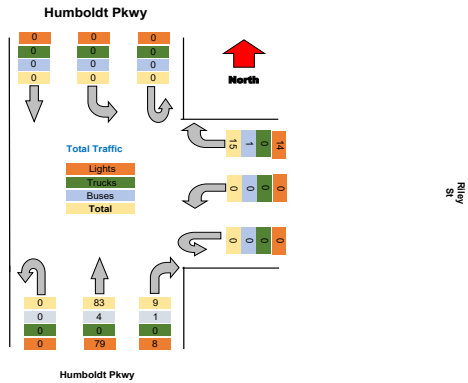 Humboldt Pkwy
0 0 0
0 0 0
0 0 0
0 0 0
North
Total Traffic
Lights
Trucks
Buses
Total
15 1 0 14
0 0 0 0
0 0 0 0
Riley
St
0 83 9
0 4 1
0 0 0
0 79 8
Humboldt Pkwy